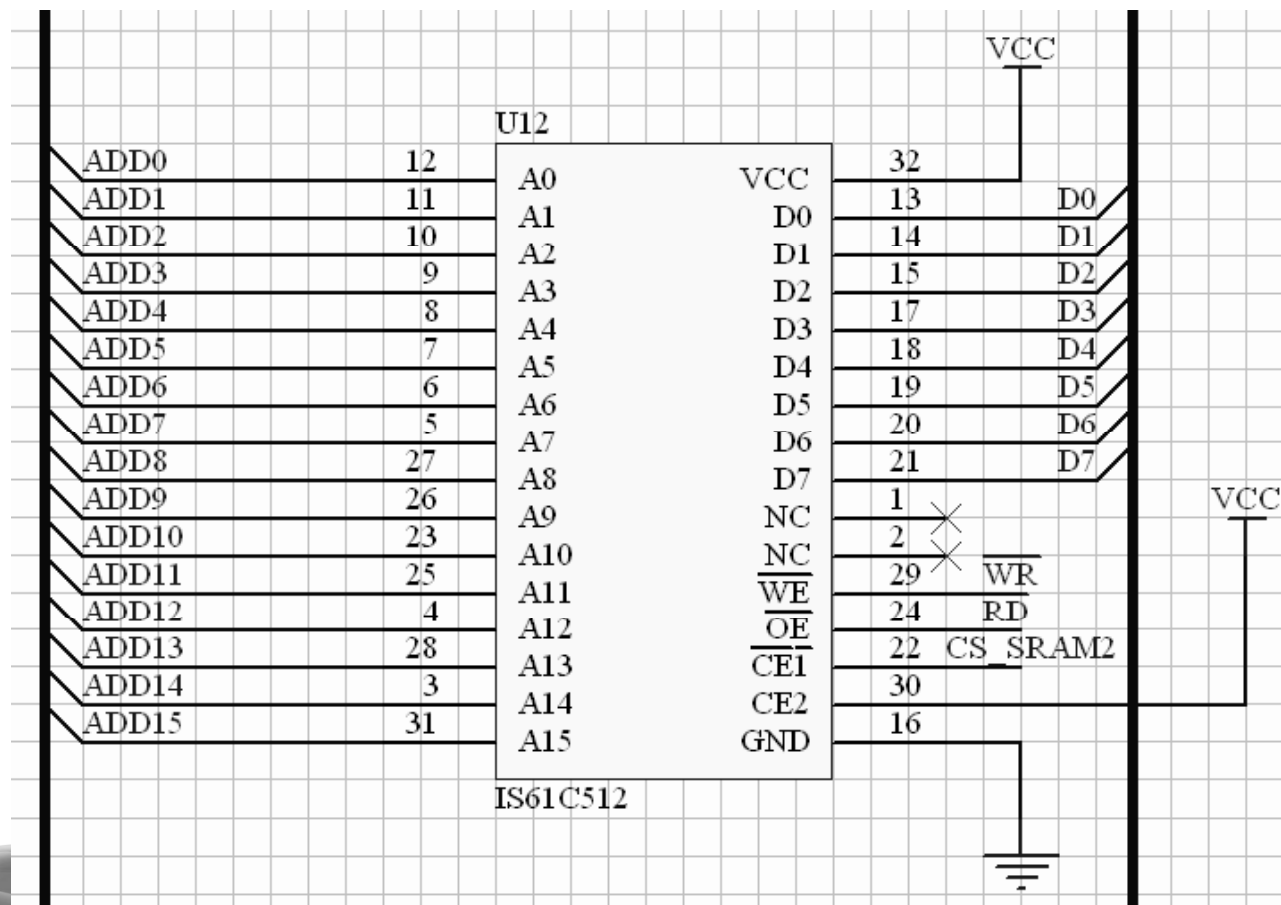 VCC
U12
ADD0 12 A0 VCC 32
ADD1 11 A1 D0 13 D0
ADD2 10 A2 D1 14 D1
ADD3 9 A3 D2 15 D2
ADD4 8 A4 D3 17 D3
ADD5 7 A5 D4 18 D4
ADD6 6 A6 D5 19 D5
ADD7 5 A7 D6 20 D6
ADD8 27 A8 D7 21 D7
ADD9 26 A9 NC 1 VCC
ADD10 23 A10 NC 2
ADD11 25 A11 W̅E̅ 29 W̅R̅
ADD12 4 A12 O̅E̅ 24 RD
ADD13 28 A13 C̅E̅1̅ 22 CS_SRAM2
ADD14 3 A14 CE2 30
ADD15 31 A15 GND 16
IS61C512